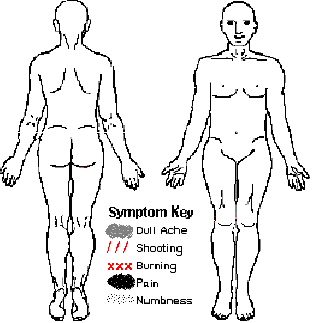 Symptom Key
Dull Ache
Shooting
Burning
Pain
Numbness